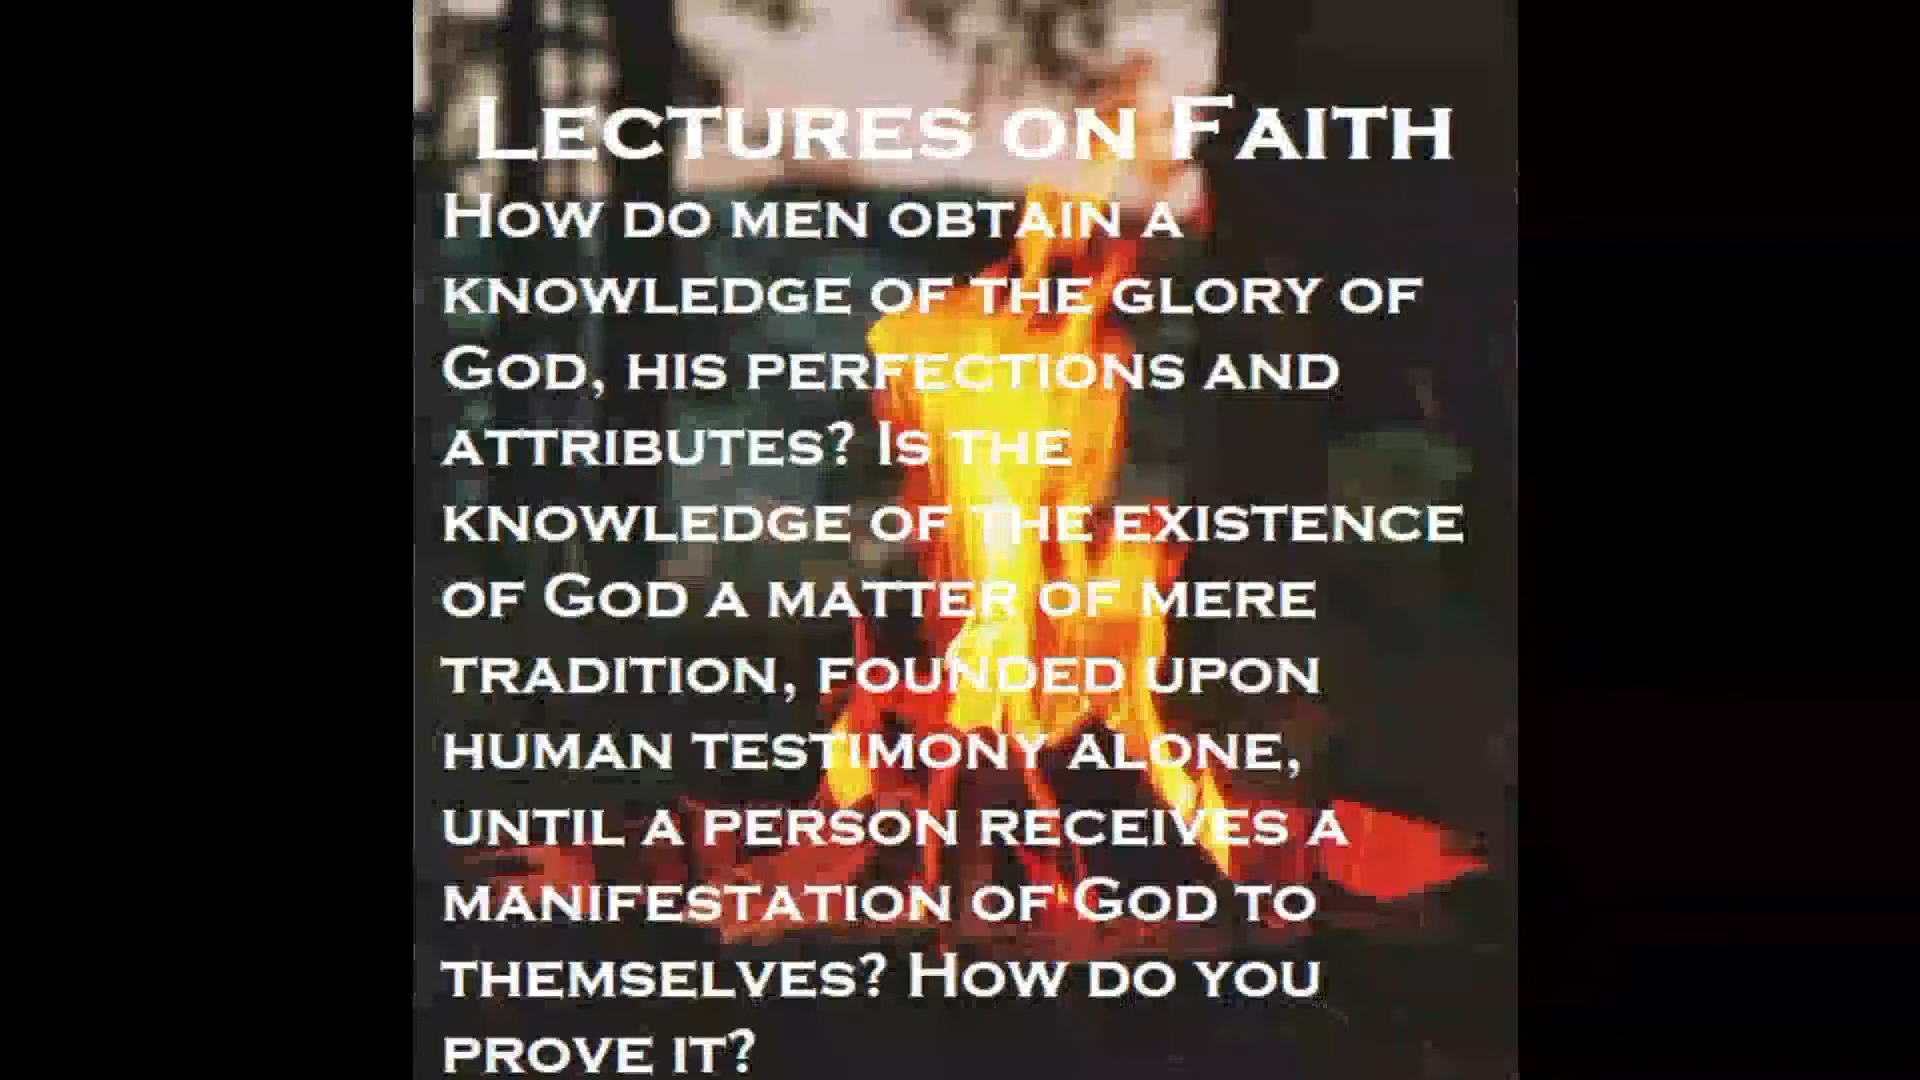 Lectures on Faith
How do men obtain a
knowledge of the glory of
God, his perfections and
attributes? Is the
knowledge of the existence
of God a matter of mere
tradition, founded upon
human testimony alone,
until a person receives a
manifestation of God to
themselves? How do you
prove it?